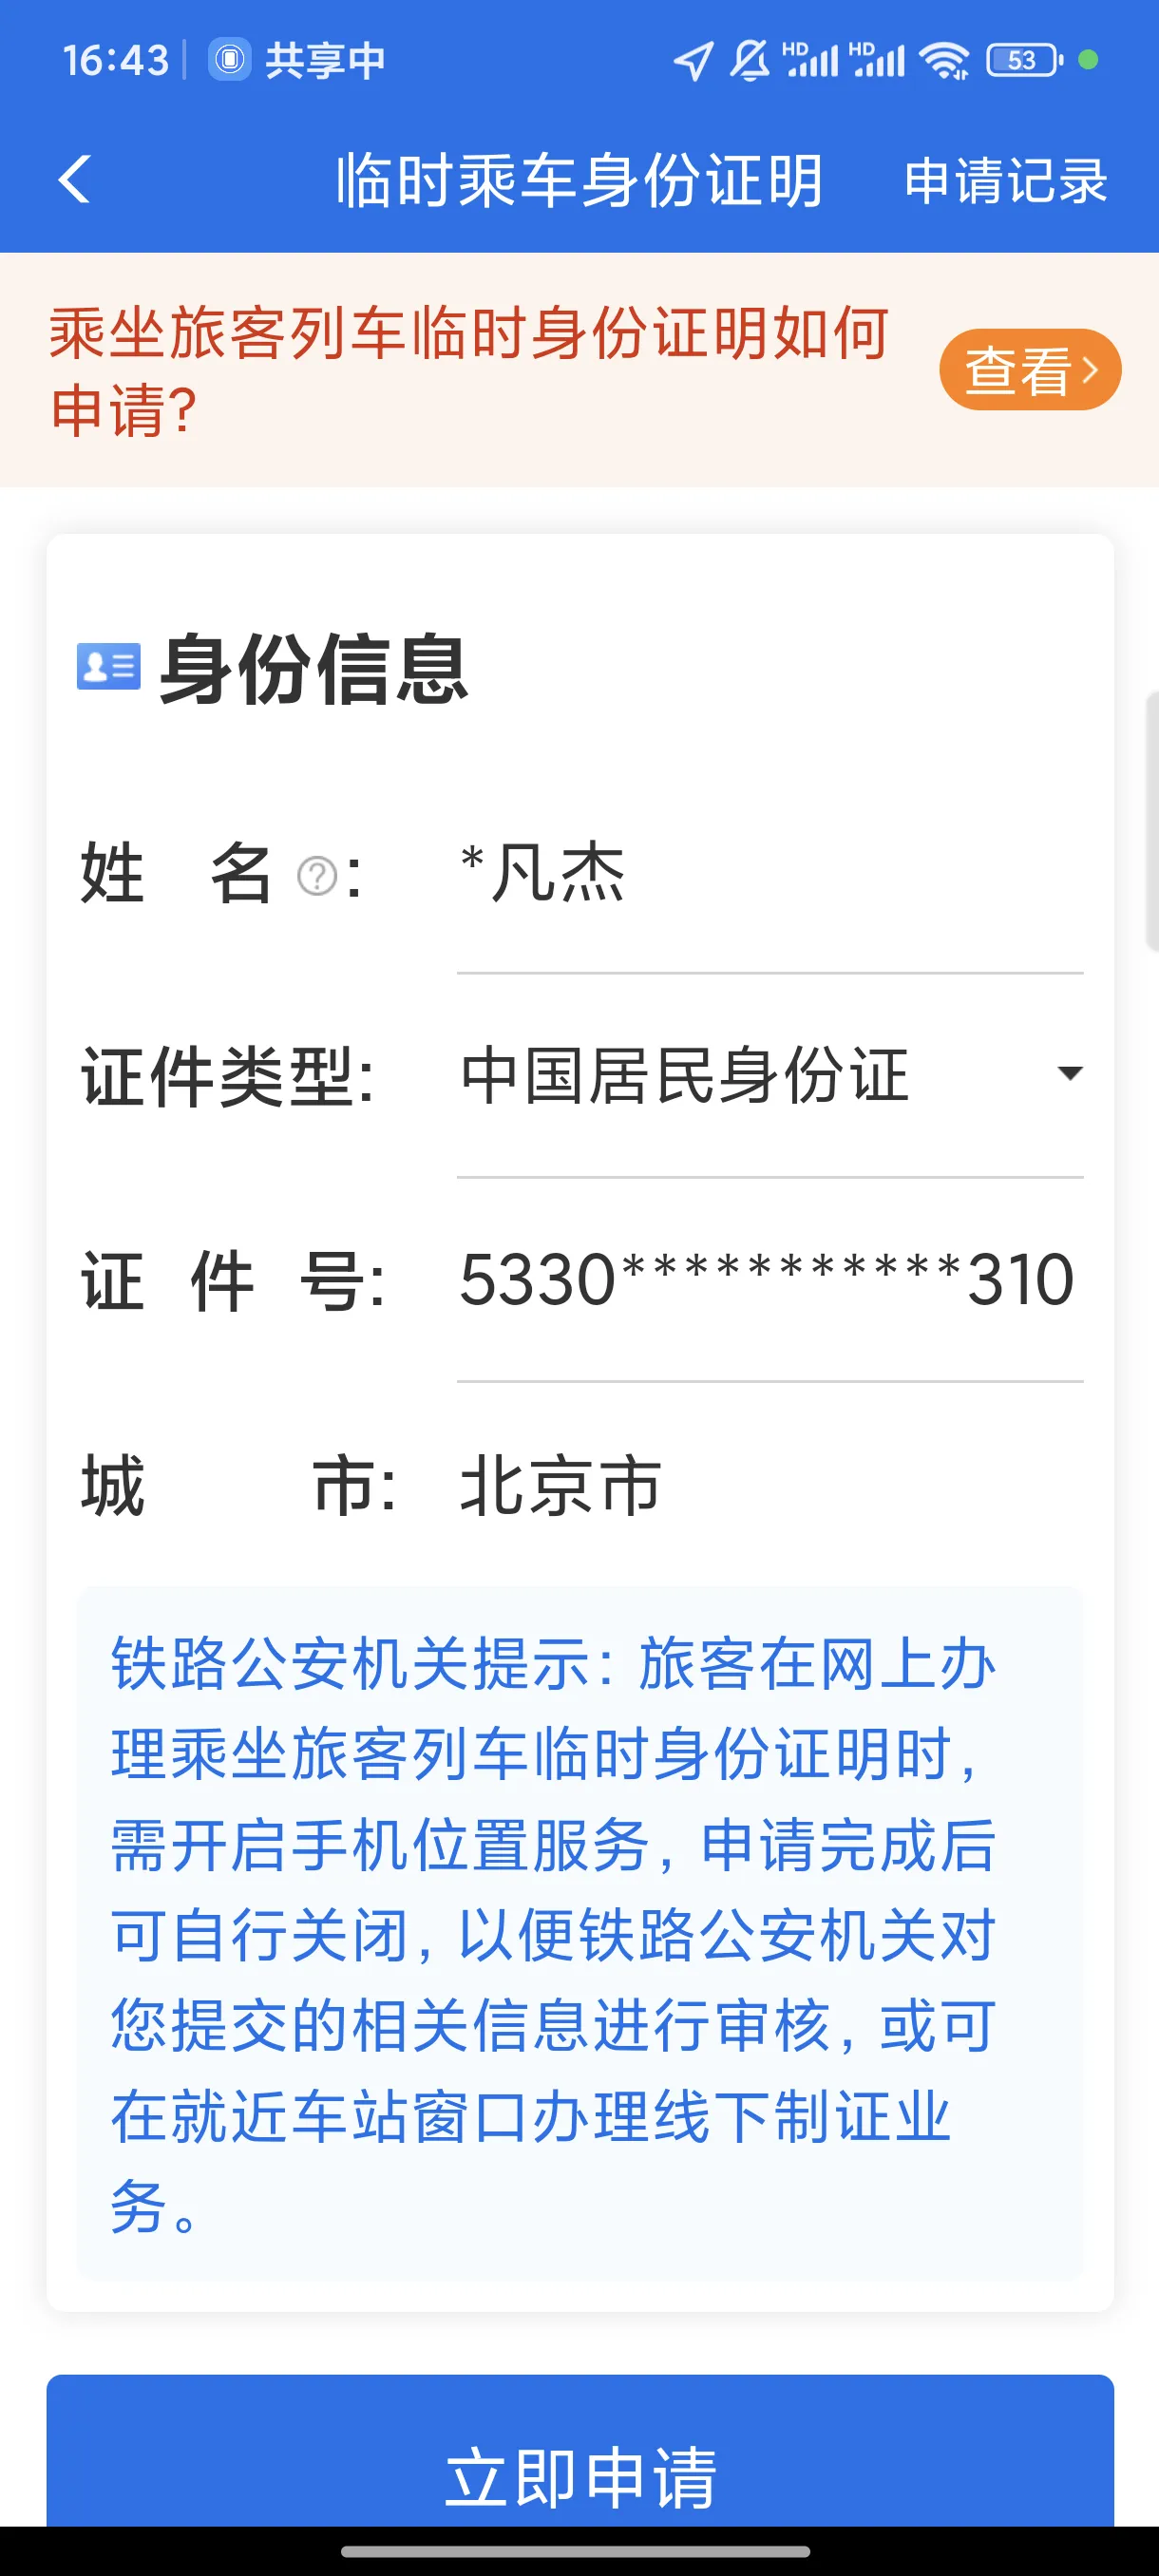 16:43 共享中 HD HD 53
临时乘车身份证明 申请记录
乘坐旅客列车临时身份证明如何
申请?
查看
身份信息
姓 名?: *凡杰
证件类型: 中国居民身份证
证 件 号: 5330***********310
城 市: 北京市
铁路公安机关提示: 旅客在网上办
理乘坐旅客列车临时身份证明时,
需开启手机位置服务, 申请完成后
可自行关闭, 以便铁路公安机关对
您提交的相关信息进行审核, 或可
在就近车站窗口办理线下制证业
务。
立即申请